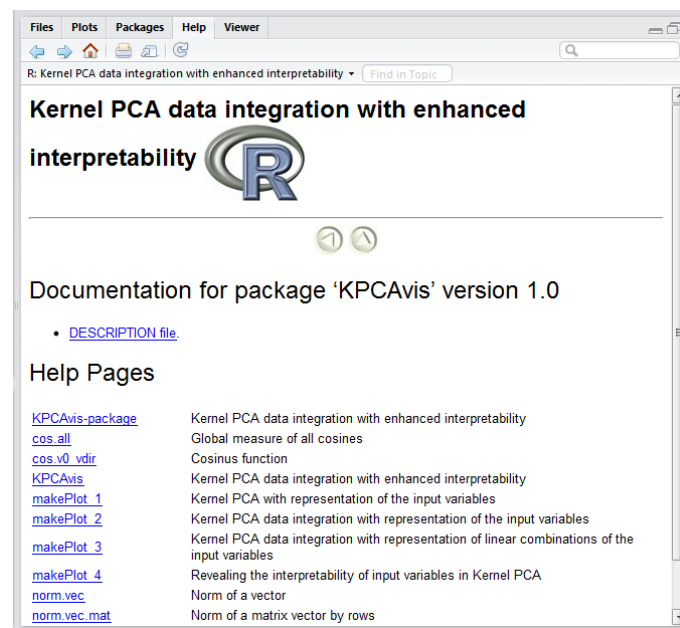 Files Plots Packages Help Viewer
R: Kernel PCA data integration with enhanced interpretability Find in Topic
Kernel PCA data integration with enhanced
interpretability R
Documentation for package ‘KPCAvis’ version 1.0
• DESCRIPTION file.
Help Pages
KPCAvis-package Kernel PCA data integration with enhanced interpretability
cos.all Global measure of all cosines
cos.v0_vdir Cosinus function
KPCAvis Kernel PCA data integration with enhanced interpretability
makePlot_1 Kernel PCA with representation of the input variables
makePlot_2 Kernel PCA data integration with representation of the input variables
makePlot_3 Kernel PCA data integration with representation of linear combinations of the
input variables
makePlot_4 Revealing the interpretability of input variables in Kernel PCA
norm.vec Norm of a vector
norm.vec.mat Norm of a matrix vector by rows